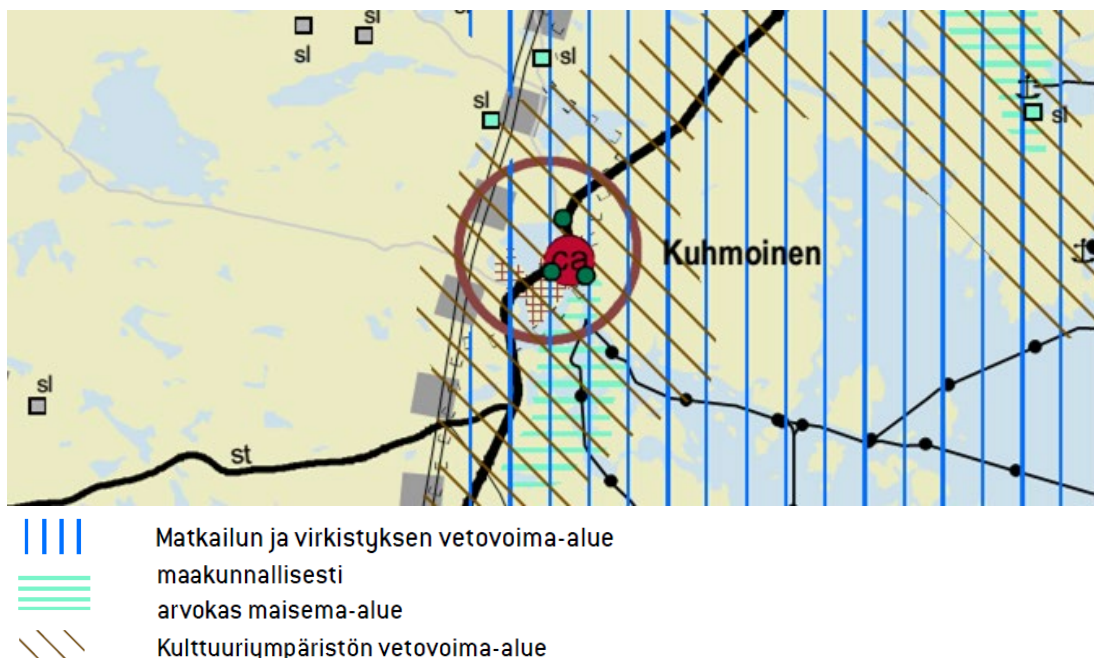 sl
sl
sl
sl
sl
ca
Kuhmoinen
sl
st
Matkailun ja virkistyksen vetovoima-alue
maakunnallisesti
arvokas maisema-alue
Kulttuuriympäristön vetovoima-alue